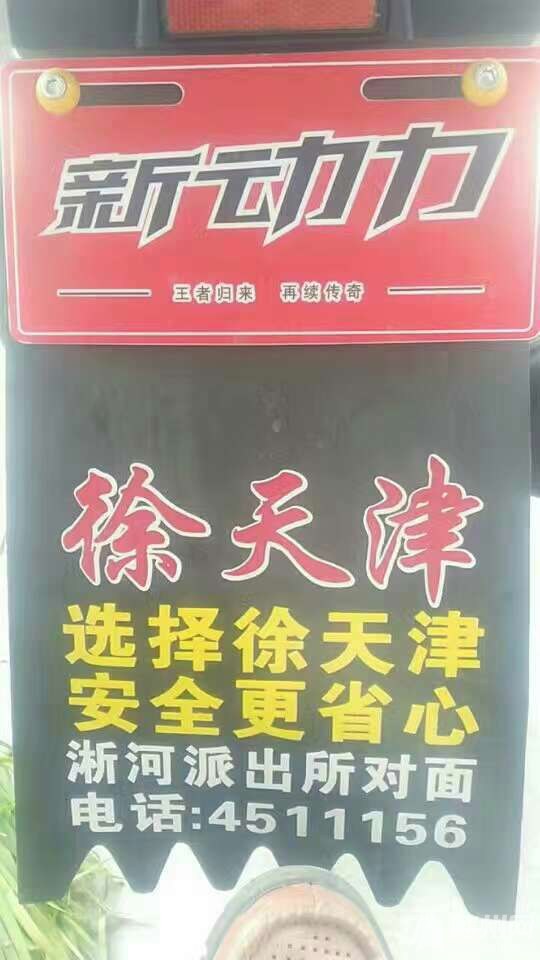 新动力
王者归来 再续传奇
徐天津
选择徐天津
安全更省心
淅河派出所对面
电话:4511156